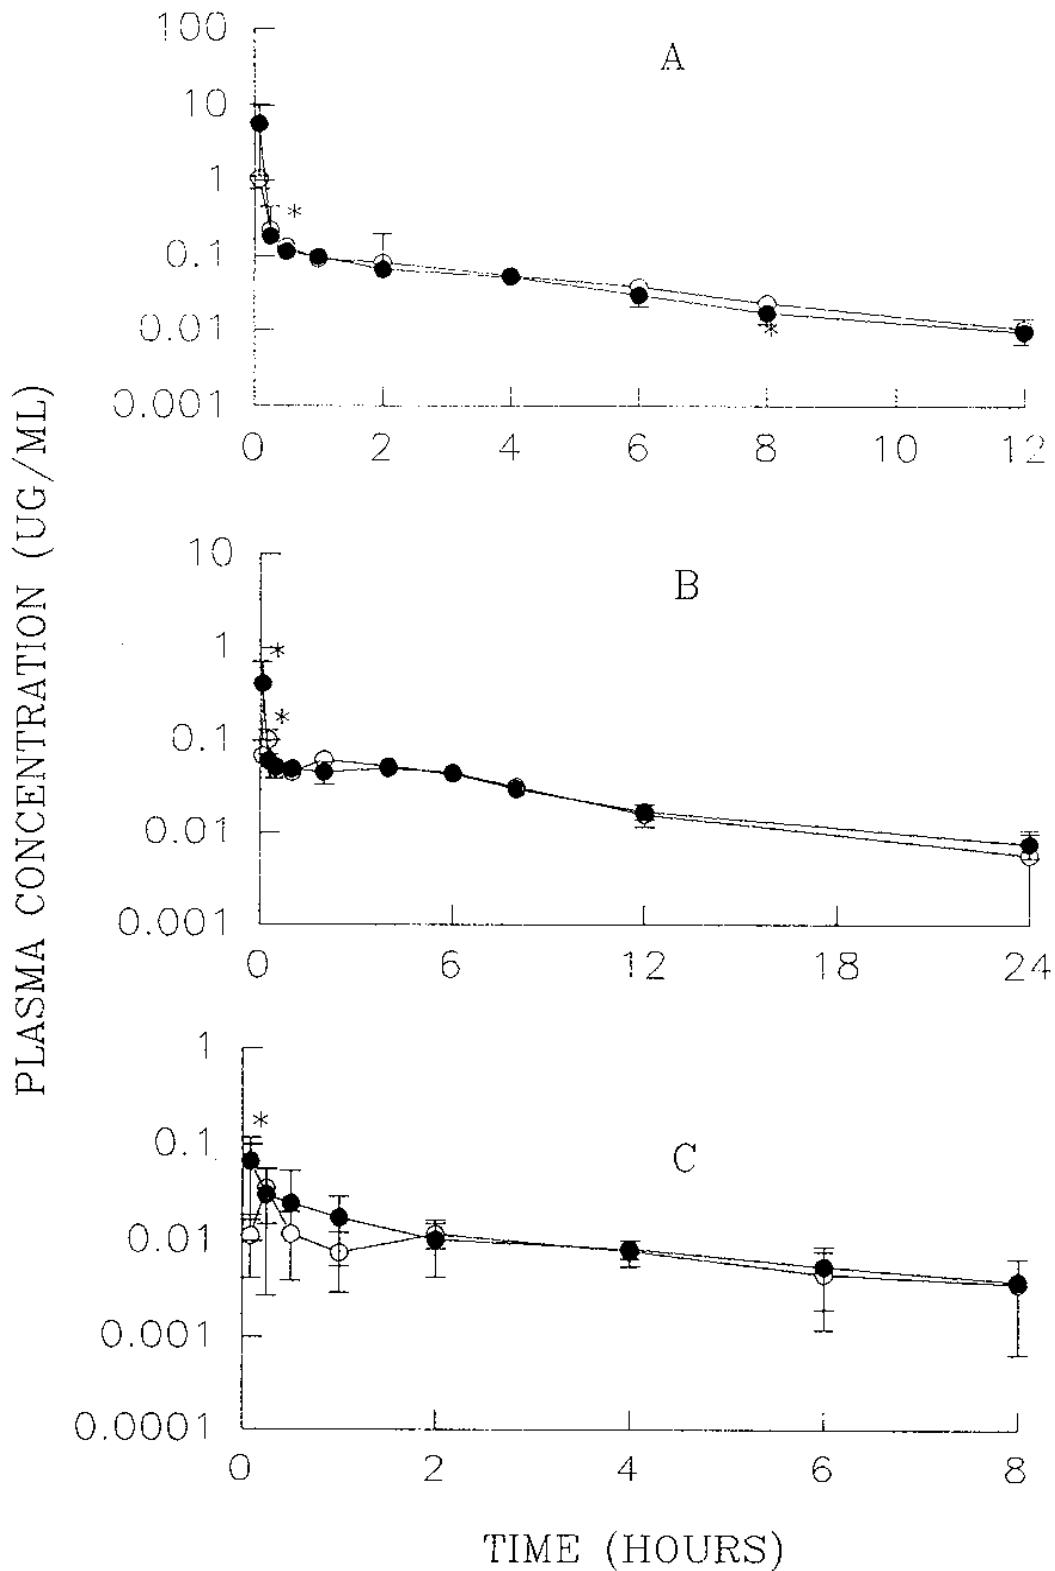 PLASMA CONCENTRATION (UG/ML)
A
100
10
1
0.1
0.01
0.001
*
*
0 2 4 6 8 10 12
B
10
1
0.1
0.01
0.001
*
*
0 6 12 18 24
C
1
0.1
0.01
0.001
0.0001
*
0 2 4 6 8
TIME (HOURS)